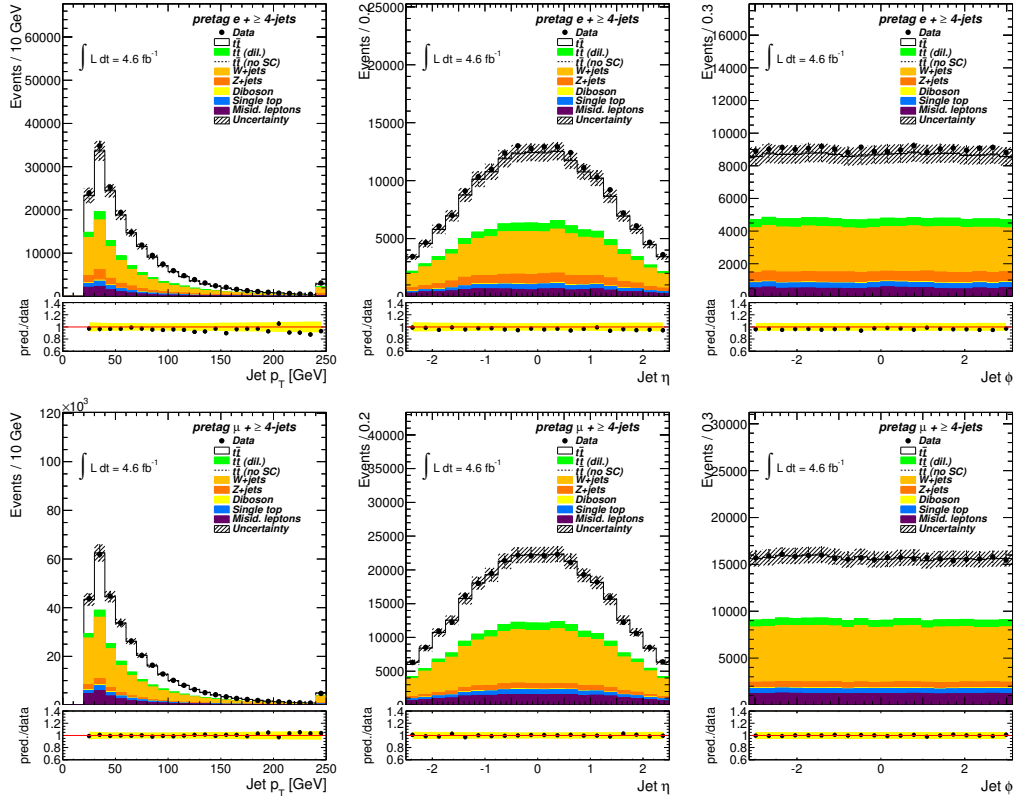 pretag e + ≥ 4-jets
Events / 10 GeV
∫ L dt = 4.6 fb⁻¹
Data
tt̄
tt̄ (dil.)
tt̄ (no SC)
W+jets
Z+jets
Diboson
Single top
Misid. leptons
Uncertainty
60000
50000
40000
30000
20000
10000
pred./data
1.4
1.2
1
0.8
0.6
0 50 100 150 200 250
Jet p_T [GeV]
pretag e + ≥ 4-jets
Events / 0.2
∫ L dt = 4.6 fb⁻¹
Data
tt̄
tt̄ (dil.)
tt̄ (no SC)
W+jets
Z+jets
Diboson
Single top
Misid. leptons
Uncertainty
25000
20000
15000
10000
5000
0
pred./data
1.4
1.2
1
0.8
0.6
-2 -1 0 1 2
Jet η
pretag e + ≥ 4-jets
Events / 0.3
∫ L dt = 4.6 fb⁻¹
Data
tt̄
tt̄ (dil.)
tt̄ (no SC)
W+jets
Z+jets
Diboson
Single top
Misid. leptons
Uncertainty
16000
14000
12000
10000
8000
6000
4000
2000
0
pred./data
1.4
1.2
1
0.8
0.6
-2 0 2
Jet ϕ
pretag μ + ≥ 4-jets
Events / 10 GeV
×10³
∫ L dt = 4.6 fb⁻¹
Data
tt̄
tt̄ (dil.)
tt̄ (no SC)
W+jets
Z+jets
Diboson
Single top
Misid. leptons
Uncertainty
120
100
80
60
40
20
0
pred./data
1.4
1.2
1
0.8
0.6
0 50 100 150 200 250
Jet p_T [GeV]
pretag μ + ≥ 4-jets
Events / 0.2
∫ L dt = 4.6 fb⁻¹
Data
tt̄
tt̄ (dil.)
tt̄ (no SC)
W+jets
Z+jets
Diboson
Single top
Misid. leptons
Uncertainty
40000
35000
30000
25000
20000
15000
10000
5000
0
pred./data
1.4
1.2
1
0.8
0.6
-2 -1 0 1 2
Jet η
pretag μ + ≥ 4-jets
Events / 0.3
∫ L dt = 4.6 fb⁻¹
Data
tt̄
tt̄ (dil.)
tt̄ (no SC)
W+jets
Z+jets
Diboson
Single top
Misid. leptons
Uncertainty
30000
25000
20000
15000
10000
5000
0
pred./data
1.4
1.2
1
0.8
0.6
-2 0 2
Jet ϕ